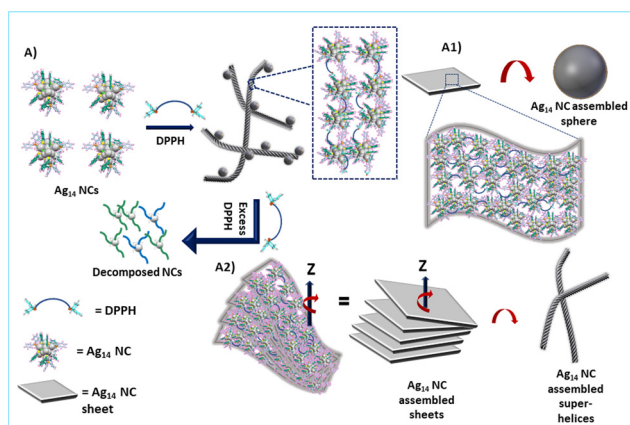 A)
A1)
DPPH
Ag14 NCs
Ag14 NC assembled
sphere
Excess
DPPH
Decomposed NCs
A2)
Z
=
Z
= DPPH
= Ag14 NC
= Ag14 NC
sheet
Ag14 NC
assembled
sheets
Ag14 NC
assembled
super-
helices